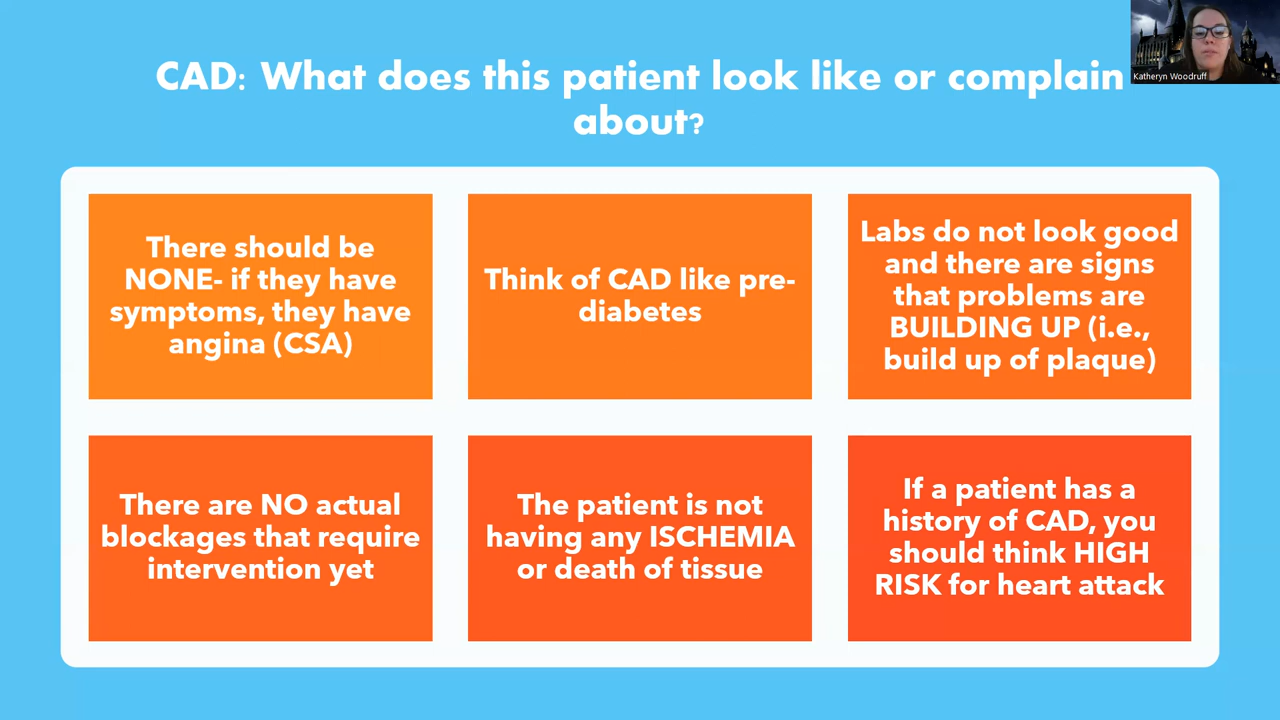 CAD: What does this patient look like or complain
about?
Katheryn Woodruff
There should be
NONE- if they have
symptoms, they have
angina (CSA)
Think of CAD like pre-
diabetes
Labs do not look good
and there are signs
that problems are
BUILDING UP (i.e.,
build up of plaque)
There are NO actual
blockages that require
intervention yet
The patient is not
having any ISCHEMIA
or death of tissue
If a patient has a
history of CAD, you
should think HIGH
RISK for heart attack